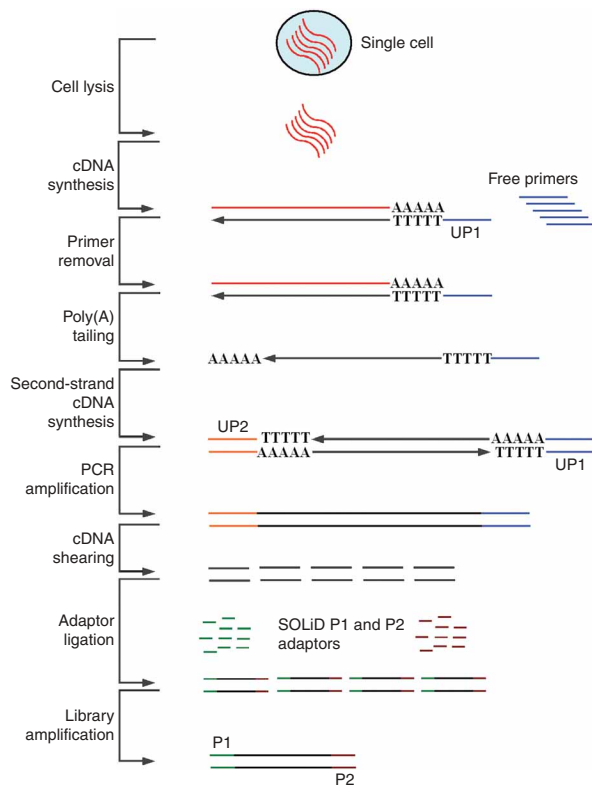 Single cell
Cell lysis
cDNA
synthesis
Free primers
AAAAA
TTTTT
UP1
Primer
removal
AAAAA
TTTTT
Poly(A)
tailing
AAAAA TTTTT
Second-strand
cDNA
synthesis
UP2 TTTTT AAAAA
AAAAA TTTTT
UP1
PCR
amplification
cDNA
shearing
Adaptor
ligation
SOLiD P1 and P2
adaptors
Library
amplification
P1
P2